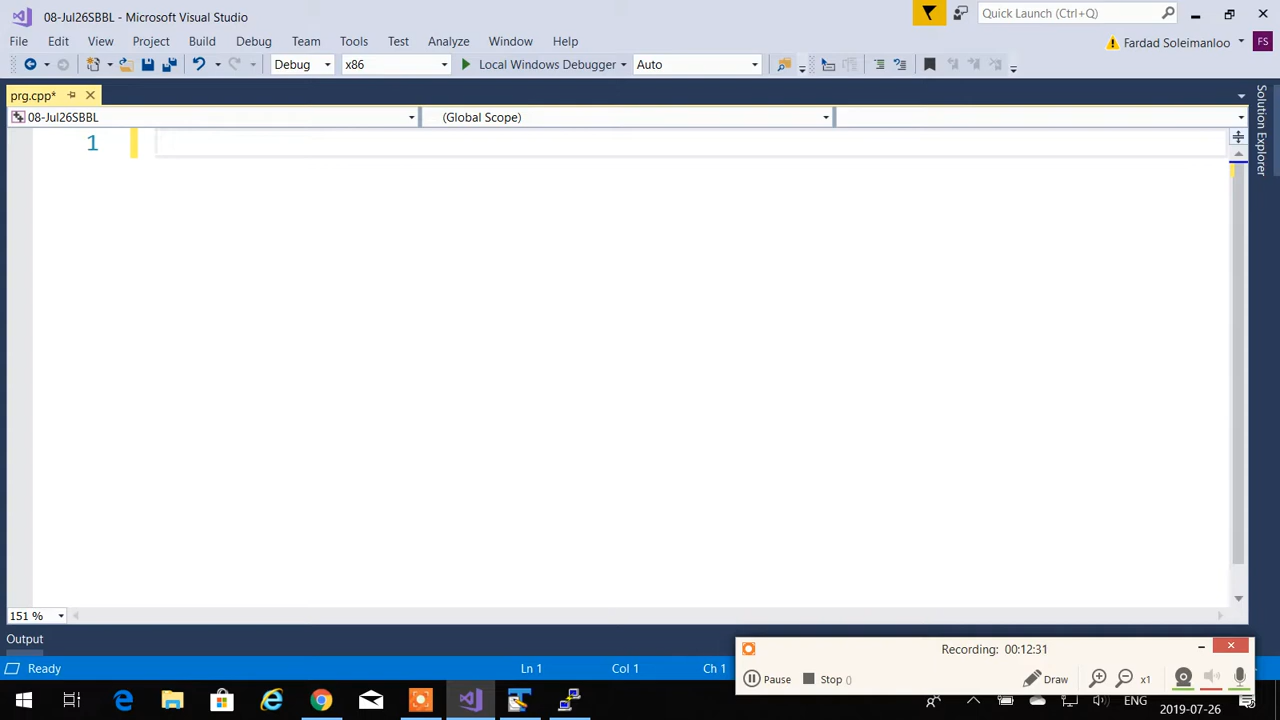 08-Jul26SBBL - Microsoft Visual Studio
Quick Launch (Ctrl+Q)
File Edit View Project Build Debug Team Tools Test Analyze Window Help
Fardad Soleimanloo
FS
Debug x86 Local Windows Debugger Auto
prg.cpp*
08-Jul26SBBL (Global Scope)
Solution Explorer
1
151 %
Output
Ready Ln 1 Col 1 Ch 1
Recording: 00:12:31
Pause Stop () Draw x1
ENG
2019-07-26